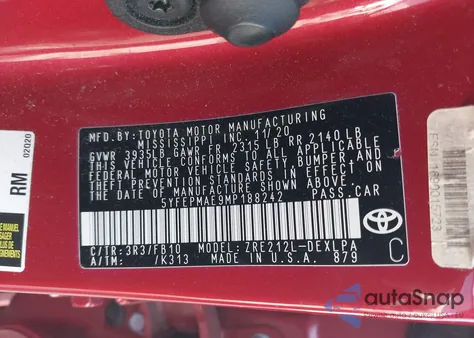 MFD. BY:TOYOTA MOTOR MANUFACTURING
MISSISSIPPI INC. 11/20
GVWR 3935LB GAWR FR 2315 LB RR 2140 LB
THIS VEHICLE CONFORMS TO ALL APPLICABLE
FEDERAL MOTOR VEHICLE SAFETY, BUMPER, AND
THEFT PREVENTION STANDARDS IN EFFECT ON
THE DATE OF MANUFACTURE SHOWN ABOVE.
5YFEPMAE9MP188242 PASS.CAR
C/TR:3R3/FB10 MODEL:ZRE212L-DEXLPA
A/TM: /K313 MADE IN U.S.A. 879
C
RM 02020
autoSnap